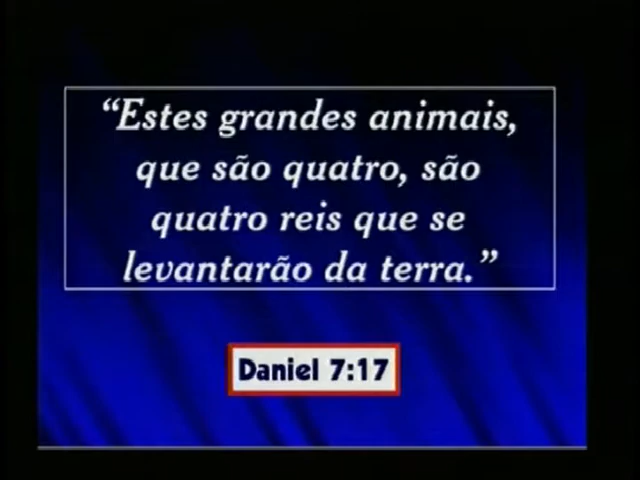 “Estes grandes animais,
que são quatro, são
quatro reis que se
levantarão da terra.”
Daniel 7:17